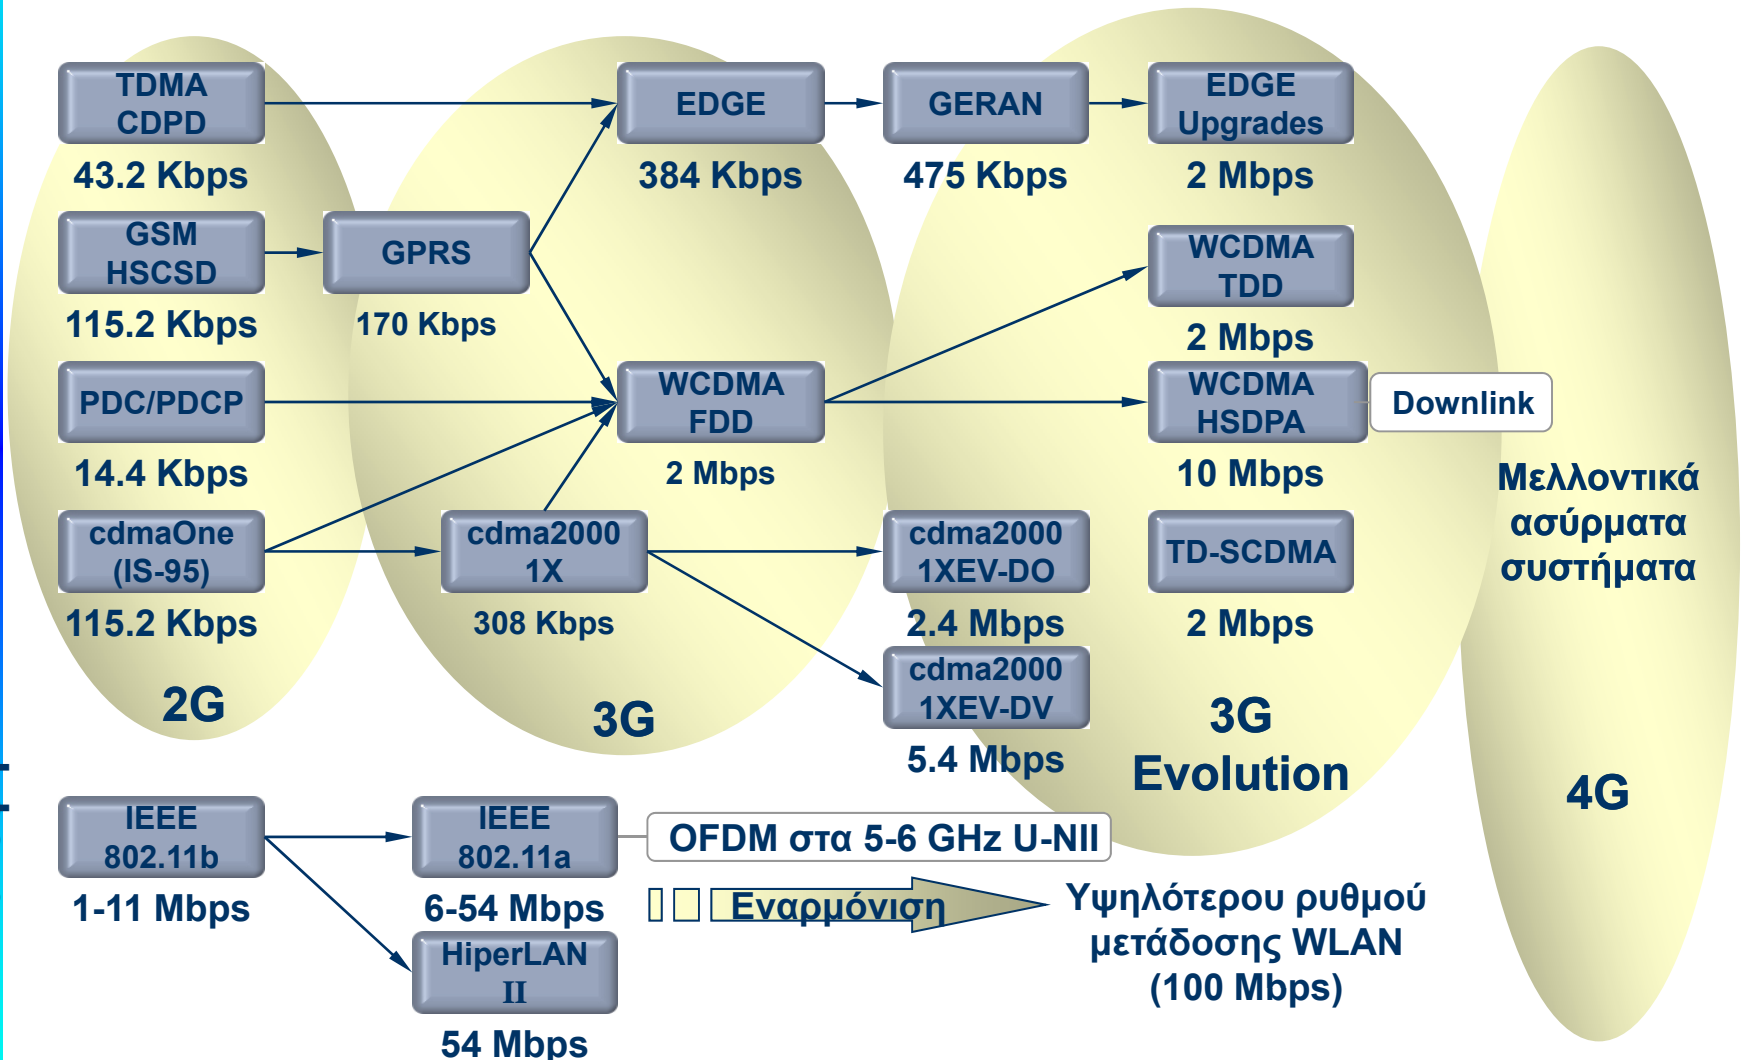 TDMA
CDPD
43.2 Kbps
EDGE
384 Kbps
GERAN
475 Kbps
EDGE
Upgrades
2 Mbps
GSM
HSCSD
115.2 Kbps
GPRS
170 Kbps
WCDMA
TDD
2 Mbps
PDC/PDCP
14.4 Kbps
WCDMA
FDD
2 Mbps
WCDMA
HSDPA
10 Mbps
Downlink
cdmaOne
(IS-95)
115.2 Kbps
cdma2000
1X
308 Kbps
cdma2000
1XEV-DO
2.4 Mbps
TD-SCDMA
2 Mbps
cdma2000
1XEV-DV
5.4 Mbps
2G
3G
3G
Evolution
Μελλοντικά
ασύρματα
συστήματα
4G
IEEE
802.11b
1-11 Mbps
IEEE
802.11a
6-54 Mbps
OFDM στα 5-6 GHz U-NII
HiperLAN
II
54 Mbps
Εναρμόνιση
Υψηλότερου ρυθμού
μετάδοσης WLAN
(100 Mbps)